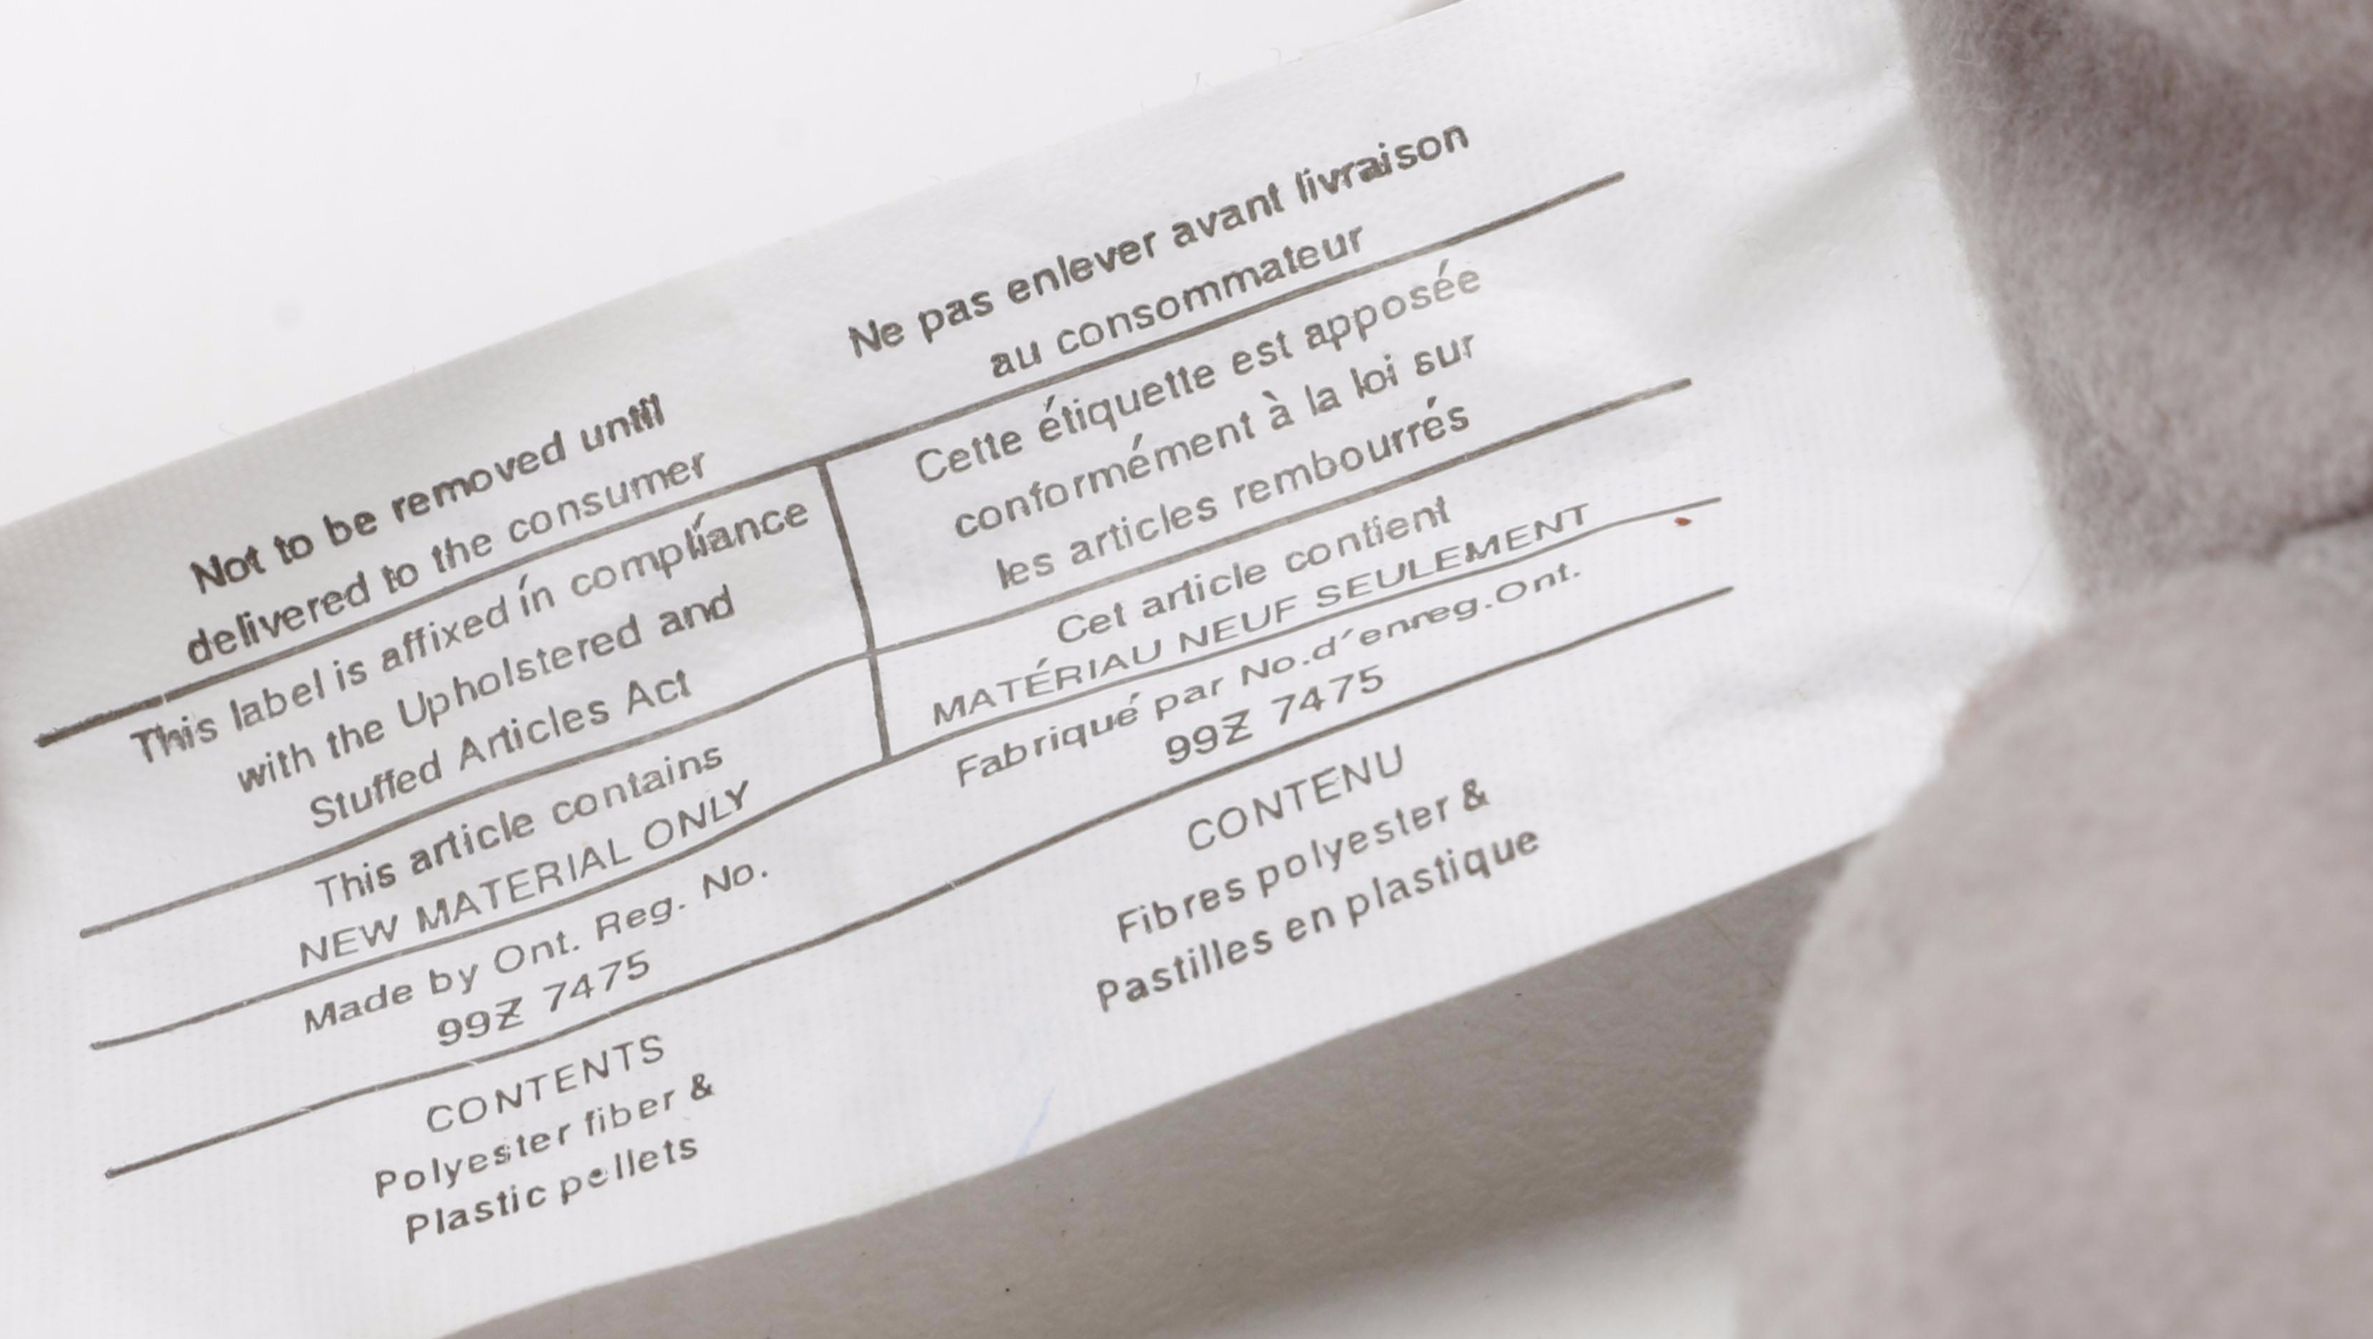 Not to be removed until
delivered to the consumer
This label is affixed in compliance
with the Upholstered and
Stuffed Articles Act
This article contains
NEW MATERIAL ONLY
Made by Ont. Reg. No.
99Z 7475
CONTENTS
Polyester fiber &
Plastic pellets
Ne pas enlever avant livraison
au consommateur
Cette étiquette est apposée
conformément à la loi sur
les articles rembourrés
Cet article contient
MATÉRIAU NEUF SEULEMENT
Fabriqué par No.d´enreg.Ont.
99Z 7475
CONTENU
Fibres polyester &
Pastilles en plastique